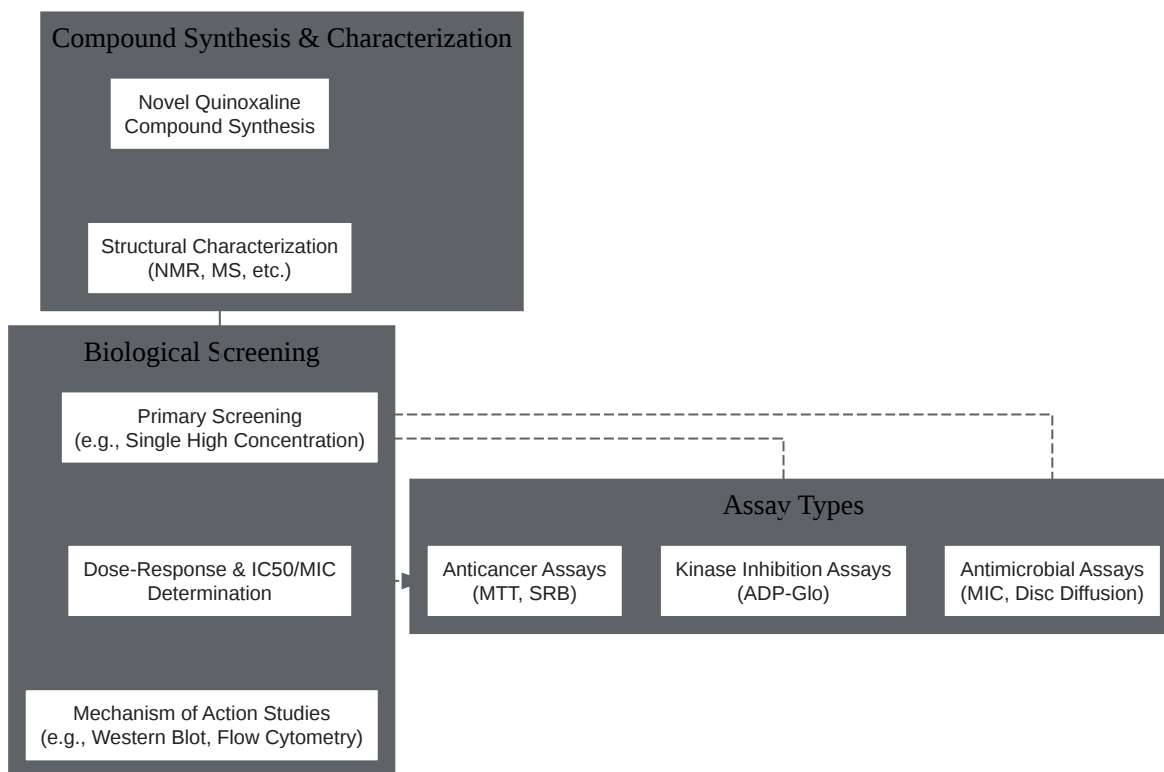 Compound Synthesis & Characterization
Novel Quinoxaline
Compound Synthesis
Structural Characterization
(NMR, MS, etc.)
Biological Screening
Primary Screening
(e.g., Single High Concentration)
Dose-Response & IC50/MIC
Determination
Mechanism of Action Studies
(e.g., Western Blot, Flow Cytometry)
Assay Types
Anticancer Assays
(MTT, SRB)
Kinase Inhibition Assays
(ADP-Glo)
Antimicrobial Assays
(MIC, Disc Diffusion)